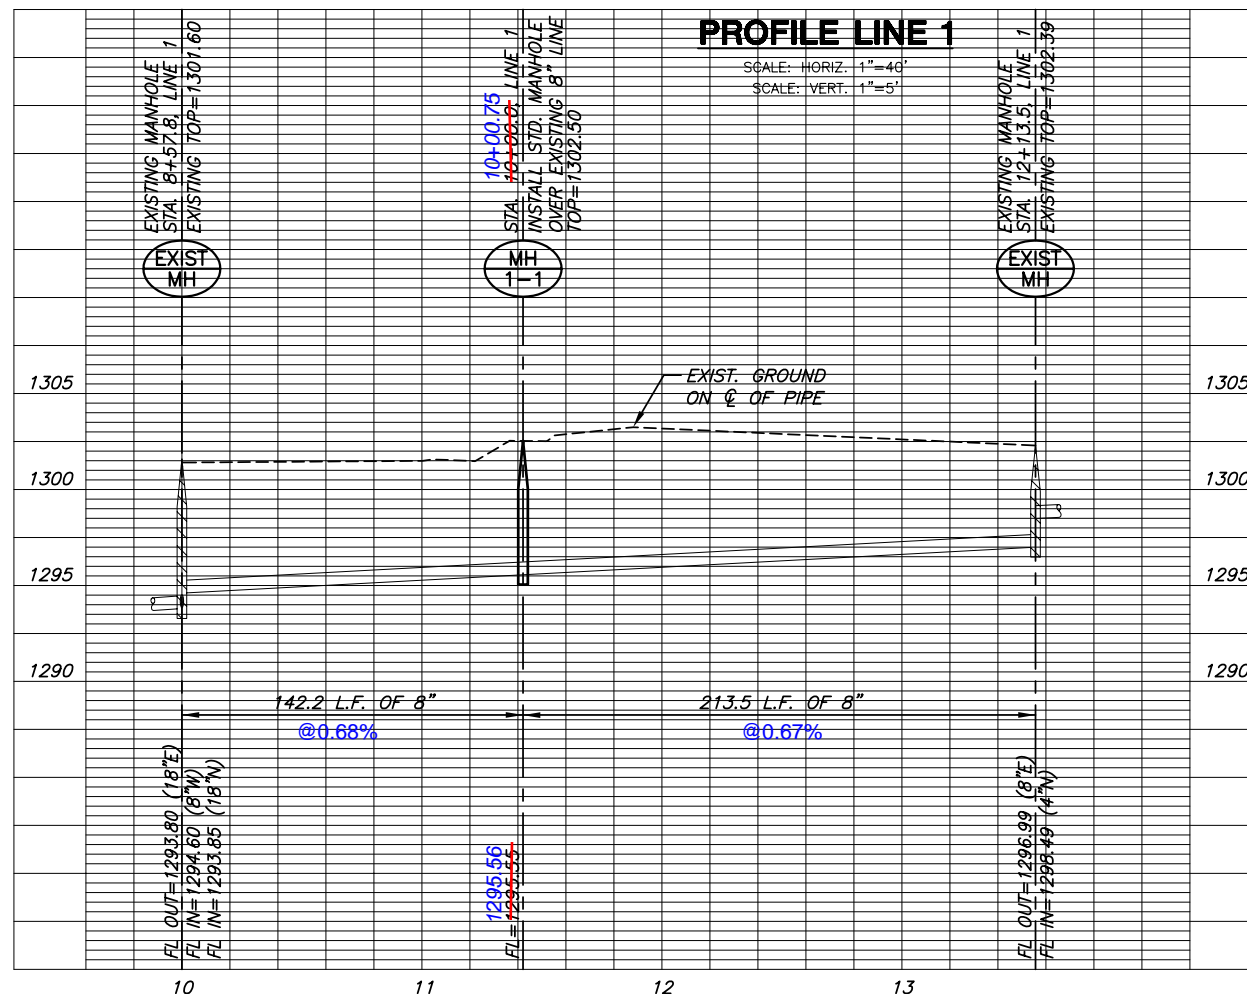 PROFILE LINE 1
SCALE: HORIZ. 1"=40'
SCALE: VERT. 1"=5'
EXISTING MANHOLE
STA. 8+57.8, LINE 1
EXISTING TOP=1301.60
10+00.75
STA. 10+00.0, LINE 1
INSTALL STD. MANHOLE
OVER EXISTING 8" LINE
TOP=1302.50
EXISTING MANHOLE
STA. 12+13.5, LINE 1
EXISTING TOP=1302.39
EXIST
MH
MH
1-1
EXIST
MH
EXIST. GROUND
ON ℄ OF PIPE
1305
1305
1300
1300
1295
1295
1290
1290
142.2 L.F. OF 8"
@0.68%
213.5 L.F. OF 8"
@0.67%
FL OUT=1293.80 (18"E)
FL IN=1294.60 (8"W)
FL IN=1293.85 (18"N)
1295.56
FL=1295.55
FL OUT=1296.99 (8"E)
FL IN=1298.49 (4"N)
10
11
12
13